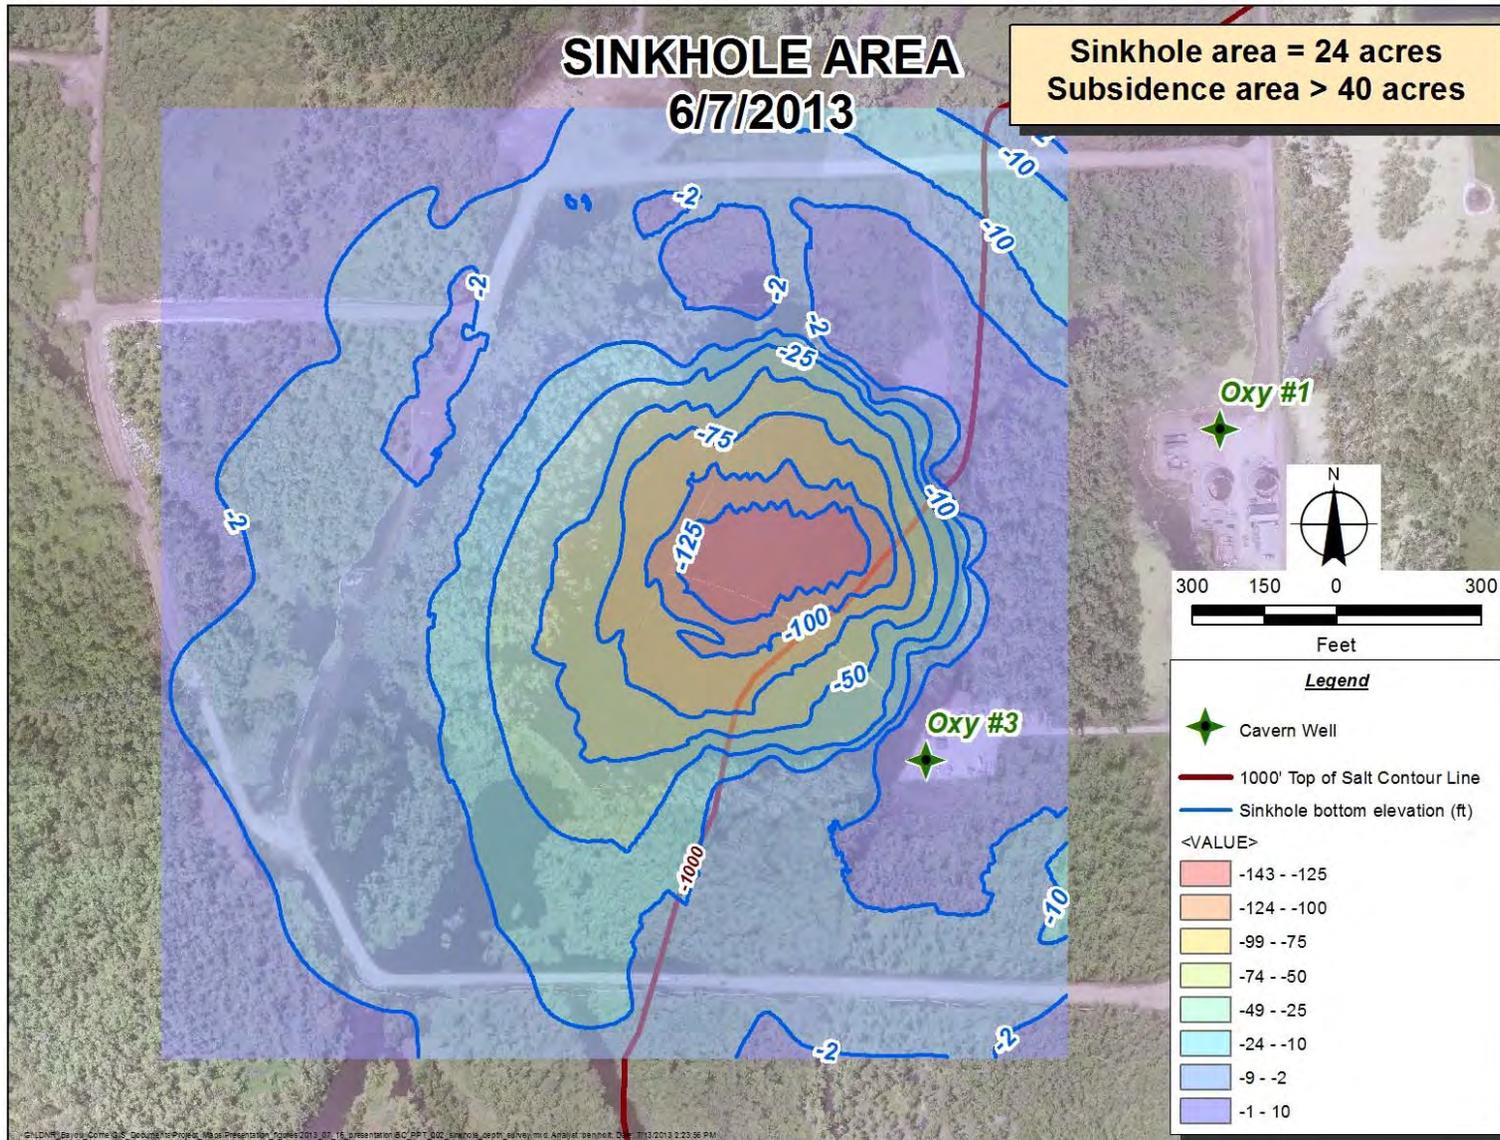 SINKHOLE AREA
6/7/2013
Sinkhole area = 24 acres
Subsidence area > 40 acres
-2
-10
-10
-2
-2
-2
-2
-25
-75
-10
-2
-125
-100
-50
-1000
-10
-2
-2
Oxy #1
Oxy #3
N
300 150 0 300
Feet
Legend
Cavern Well
1000' Top of Salt Contour Line
Sinkhole bottom elevation (ft)
<VALUE>
-143 - -125
-124 - -100
-99 - -75
-74 - -50
-49 - -25
-24 - -10
-9 - -2
-1 - 10